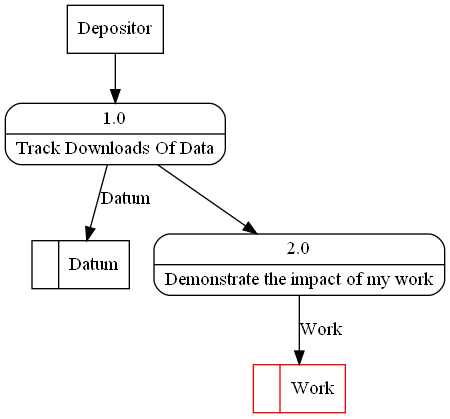 Depositor
1.0
Track Downloads Of Data
Datum
Datum
2.0
Demonstrate the impact of my work
Work
Work